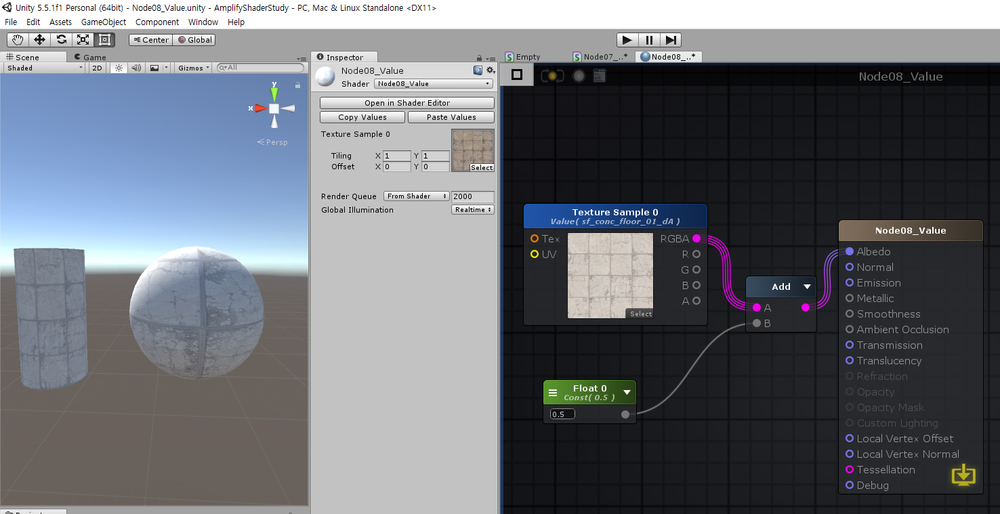 Unity 5.5.1f1 Personal (64bit) - Node08_Value.unity - AmplifyShaderStudy - PC, Mac & Linux Standalone <DX11>
File Edit Assets GameObject Component Window Help
Center Global
Scene Game
Shaded 2D Gizmos All
y
x
Persp
Inspector
Node08_Value
Shader Node08_Value
Open in Shader Editor
Copy Values Paste Values
Texture Sample 0
Tiling X 1 Y 1
Offset X 0 Y 0
Select
Render Queue From Shader 2000
Global Illumination Realtime
Empty Node07_..* Node08_..*
Node08_Value
Texture Sample 0
Value( sf_conc_floor_01_dA )
Tex RGBA
UV R
G
B
A
Select
Float 0
Const( 0.5 )
0.5
Add
A
B
Node08_Value
Albedo
Normal
Emission
Metallic
Smoothness
Ambient Occlusion
Transmission
Translucency
Refraction
Opacity
Opacity Mask
Custom Lighting
Local Vertex Offset
Local Vertex Normal
Tessellation
Debug